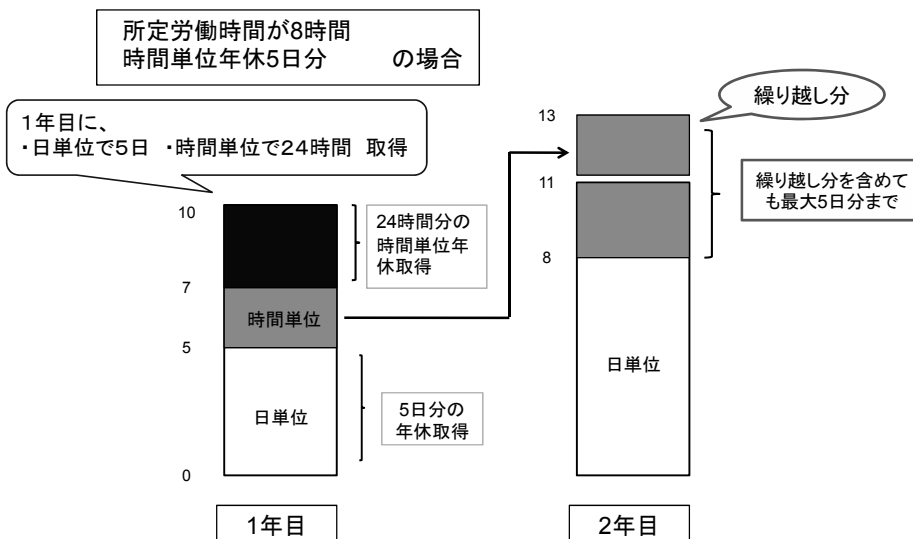 所定労働時間が8時間
時間単位年休5日分　　の場合
1年目に、
・日単位で5日 ・時間単位で24時間 取得
10
7
5
0
24時間分の
時間単位年
休取得
時間単位
日単位
5日分の
年休取得
1年目
繰り越し分
13
11
8
繰り越し分を含めて
も最大5日分まで
日単位
2年目